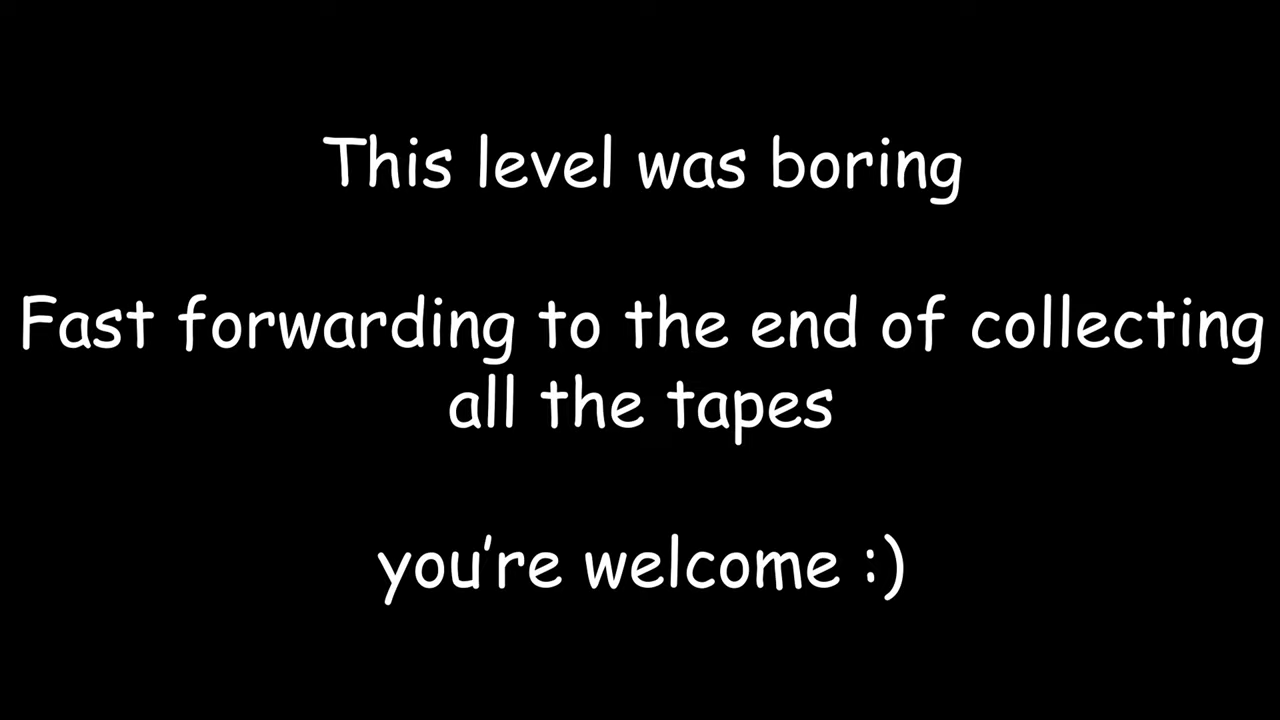 This level was boring
Fast forwarding to the end of collecting
all the tapes
you're welcome :)